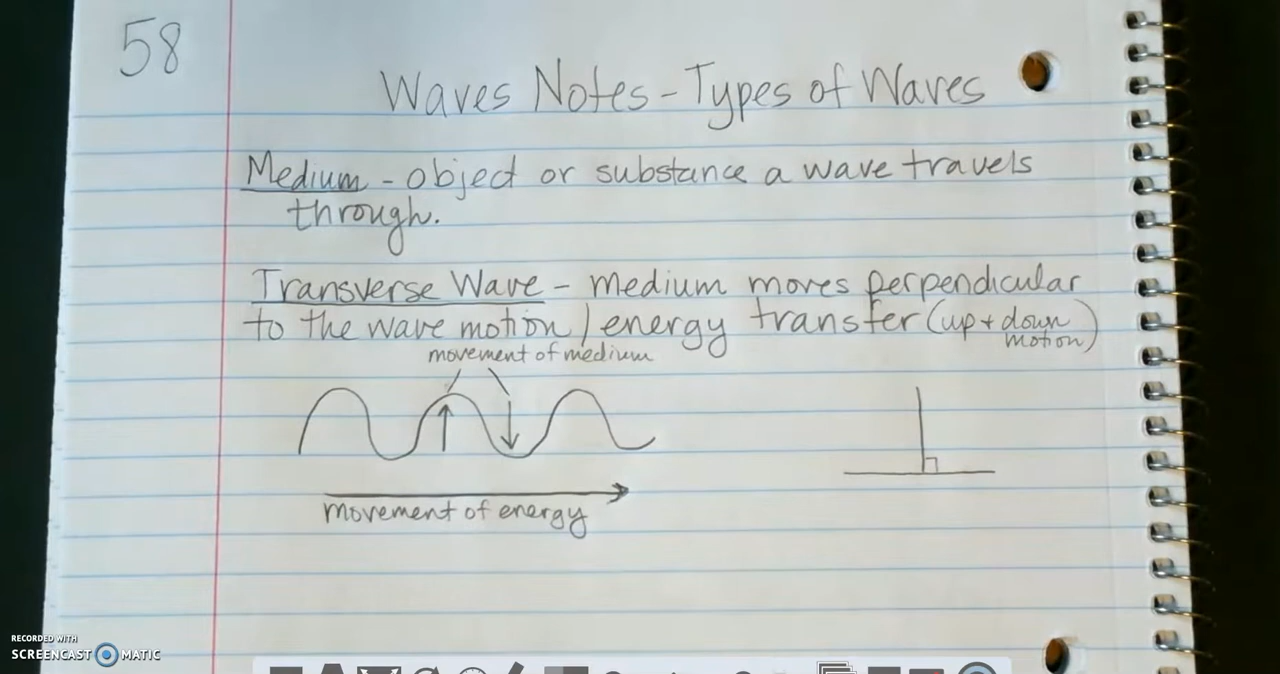 58
Waves Notes - Types of Waves
Medium - object or substance a wave travels
through.
Transverse Wave - medium moves perpendicular
to the wave motion / energy transfer (up + down
motion)
movement of medium
movement of energy
RECORDED WITH
SCREENCAST MATIC